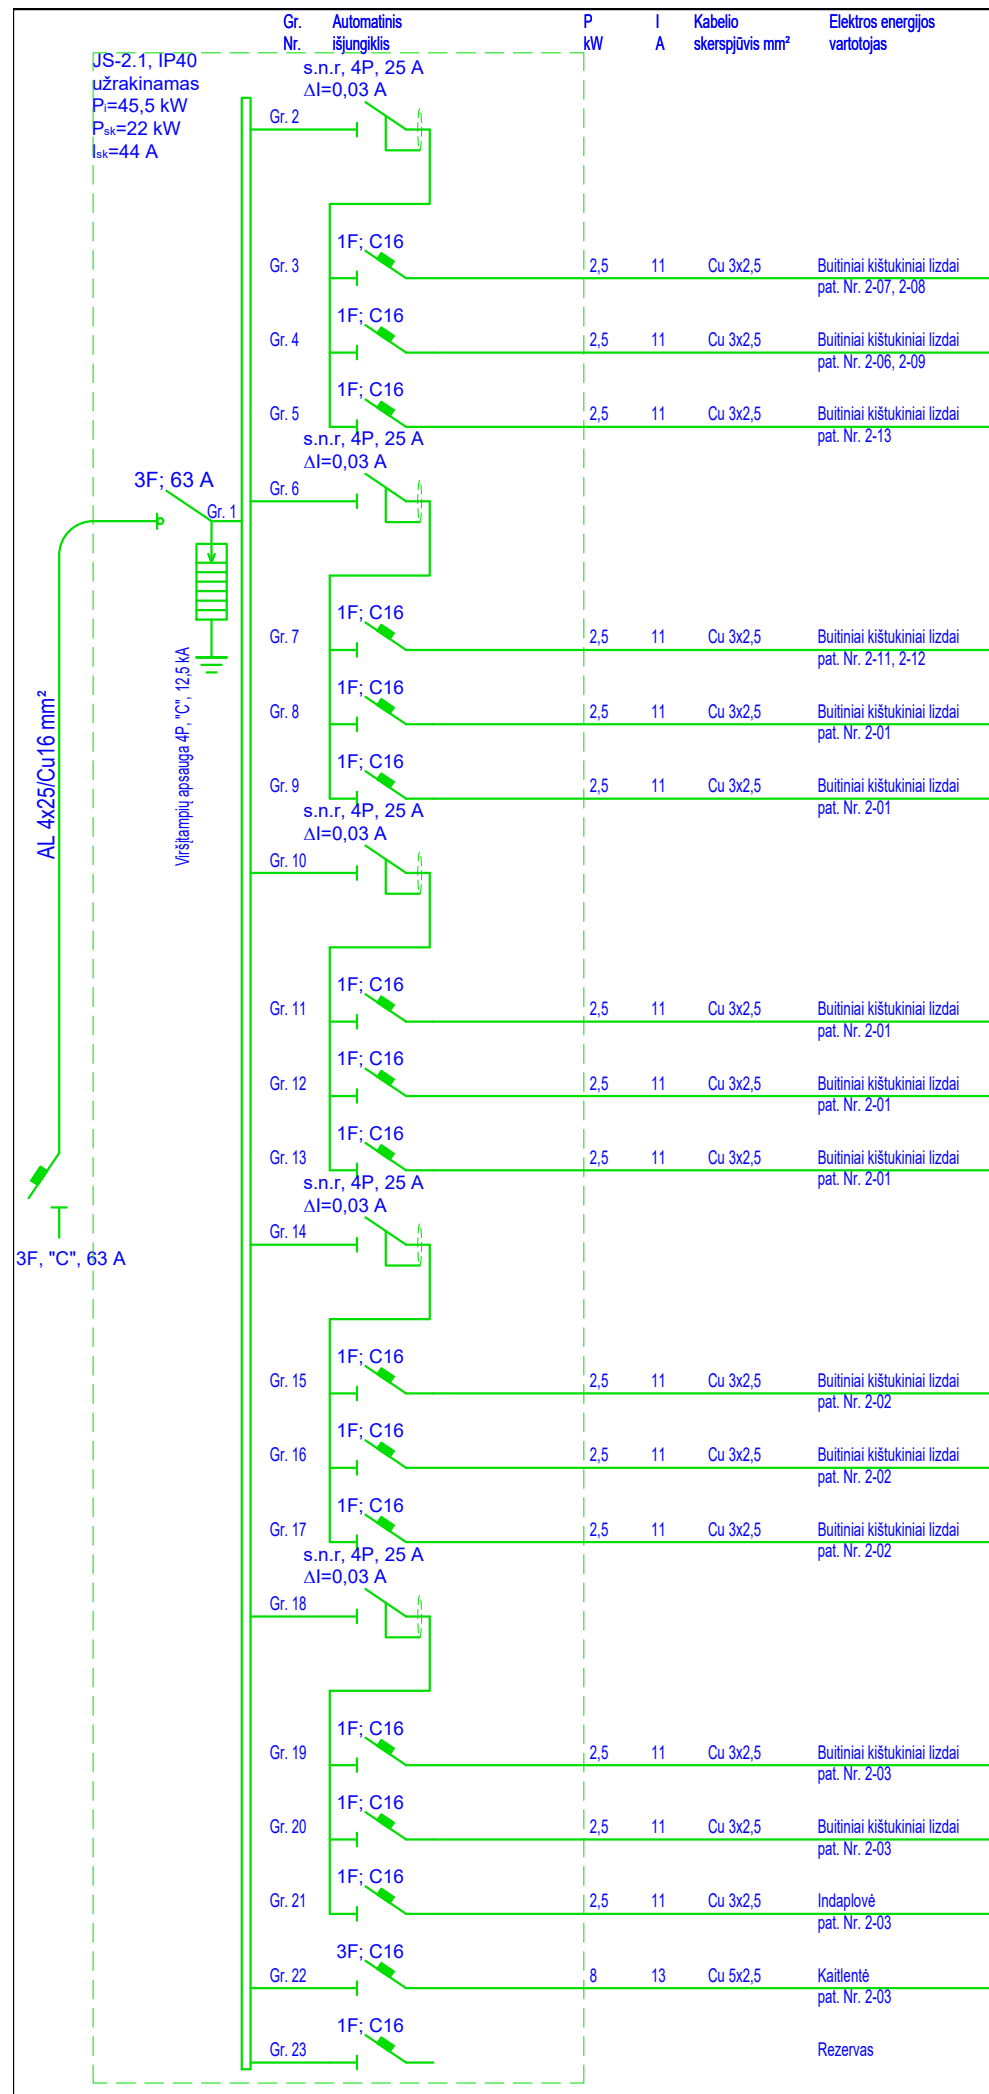 Gr. Nr.
Automatinis išjungiklis
P kW
I A
Kabelio skerspjūvis mm²
Elektros energijos vartotojas
JS-2.1, IP40
užrakinamas
Pi=45,5 kW
Psk=22 kW
Isk=44 A
s.n.r, 4P, 25 A
ΔI=0,03 A
Gr. 2
1F; C16
Gr. 3 2,5 11 Cu 3x2,5 Buitiniai kištukiniai lizdai
pat. Nr. 2-07, 2-08
1F; C16
Gr. 4 2,5 11 Cu 3x2,5 Buitiniai kištukiniai lizdai
pat. Nr. 2-06, 2-09
1F; C16
Gr. 5 2,5 11 Cu 3x2,5 Buitiniai kištukiniai lizdai
pat. Nr. 2-13
s.n.r, 4P, 25 A
ΔI=0,03 A
3F; 63 A
Gr. 6
Gr. 1
1F; C16
Gr. 7 2,5 11 Cu 3x2,5 Buitiniai kištukiniai lizdai
pat. Nr. 2-11, 2-12
Viršįtampių apsauga 4P, "C", 12,5 kA
AL 4x25/Cu16 mm²
1F; C16
Gr. 8 2,5 11 Cu 3x2,5 Buitiniai kištukiniai lizdai
pat. Nr. 2-01
1F; C16
Gr. 9 2,5 11 Cu 3x2,5 Buitiniai kištukiniai lizdai
pat. Nr. 2-01
s.n.r, 4P, 25 A
ΔI=0,03 A
Gr. 10
1F; C16
Gr. 11 2,5 11 Cu 3x2,5 Buitiniai kištukiniai lizdai
pat. Nr. 2-01
1F; C16
Gr. 12 2,5 11 Cu 3x2,5 Buitiniai kištukiniai lizdai
pat. Nr. 2-01
1F; C16
Gr. 13 2,5 11 Cu 3x2,5 Buitiniai kištukiniai lizdai
pat. Nr. 2-01
s.n.r, 4P, 25 A
ΔI=0,03 A
Gr. 14
3F, "C", 63 A
1F; C16
Gr. 15 2,5 11 Cu 3x2,5 Buitiniai kištukiniai lizdai
pat. Nr. 2-02
1F; C16
Gr. 16 2,5 11 Cu 3x2,5 Buitiniai kištukiniai lizdai
pat. Nr. 2-02
1F; C16
Gr. 17 2,5 11 Cu 3x2,5 Buitiniai kištukiniai lizdai
pat. Nr. 2-02
s.n.r, 4P, 25 A
ΔI=0,03 A
Gr. 18
1F; C16
Gr. 19 2,5 11 Cu 3x2,5 Buitiniai kištukiniai lizdai
pat. Nr. 2-03
1F; C16
Gr. 20 2,5 11 Cu 3x2,5 Buitiniai kištukiniai lizdai
pat. Nr. 2-03
1F; C16
Gr. 21 2,5 11 Cu 3x2,5 Indaplovė
pat. Nr. 2-03
3F; C16
Gr. 22 8 13 Cu 5x2,5 Kaitlentė
pat. Nr. 2-03
1F; C16
Gr. 23 Rezervas